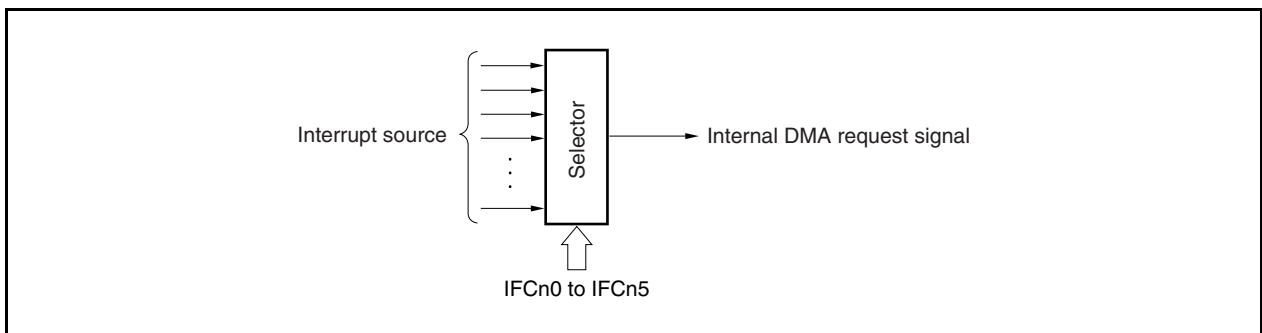 Interrupt source
Selector
Internal DMA request signal
IFCn0 to IFCn5